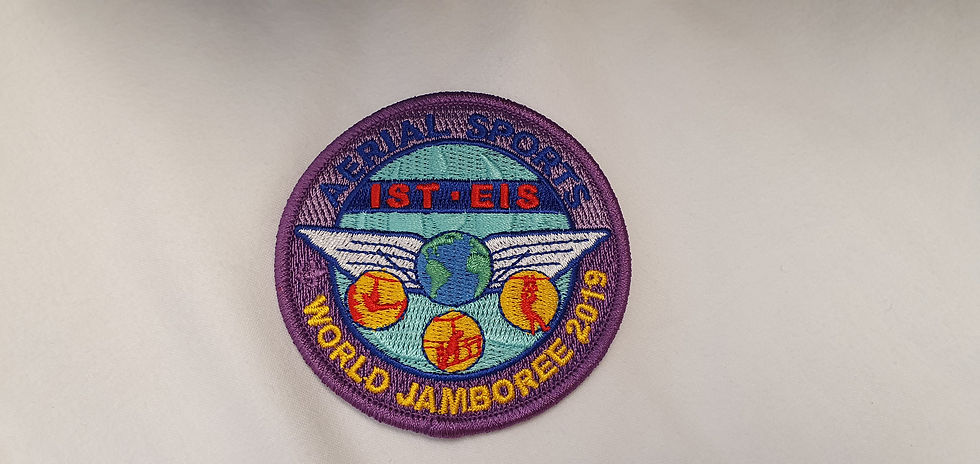 AERIAL SPORTS
IST · EIS
WORLD JAMBOREE 2019